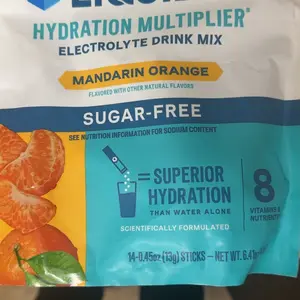 HYDRATION MULTIPLIER®
ELECTROLYTE DRINK MIX
MANDARIN ORANGE
FLAVORED WITH OTHER NATURAL FLAVORS
SUGAR-FREE
SEE NUTRITION INFORMATION FOR SODIUM CONTENT
= SUPERIOR
HYDRATION
THAN WATER ALONE
SCIENTIFICALLY FORMULATED
8
VITAMINS &
NUTRIENTS
14-0.45oz (13g) STICKS – NET WT.